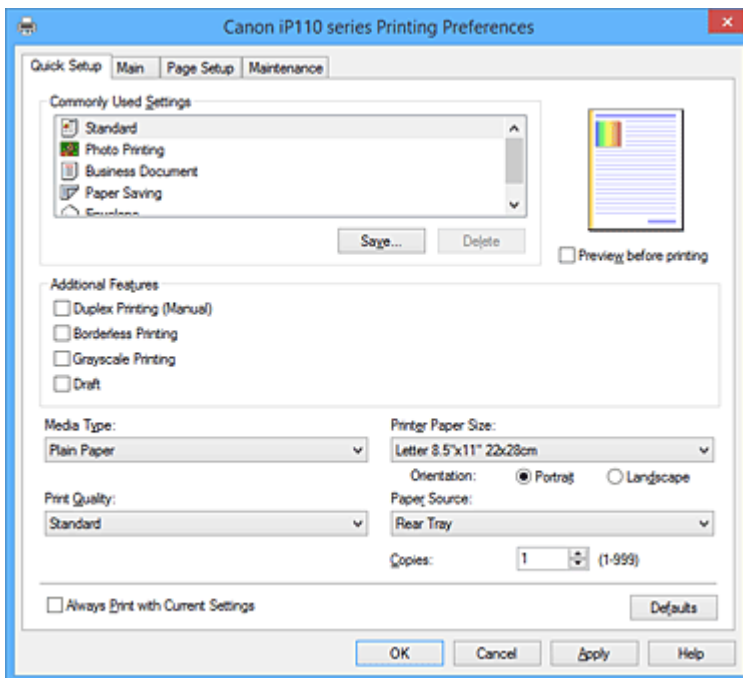 Canon iP110 series Printing Preferences
Quick Setup Main Page Setup Maintenance
Commonly Used Settings
Standard
Photo Printing
Business Document
Paper Saving
Envelope
Save... Delete
Preview before printing
Additional Features
Duplex Printing (Manual)
Borderless Printing
Grayscale Printing
Draft
Media Type: Printer Paper Size:
Plain Paper Letter 8.5"x11" 22x28cm
Orientation: Portrait Landscape
Print Quality: Paper Source:
Standard Rear Tray
Copies: 1 (1-999)
Always Print with Current Settings Defaults
OK Cancel Apply Help